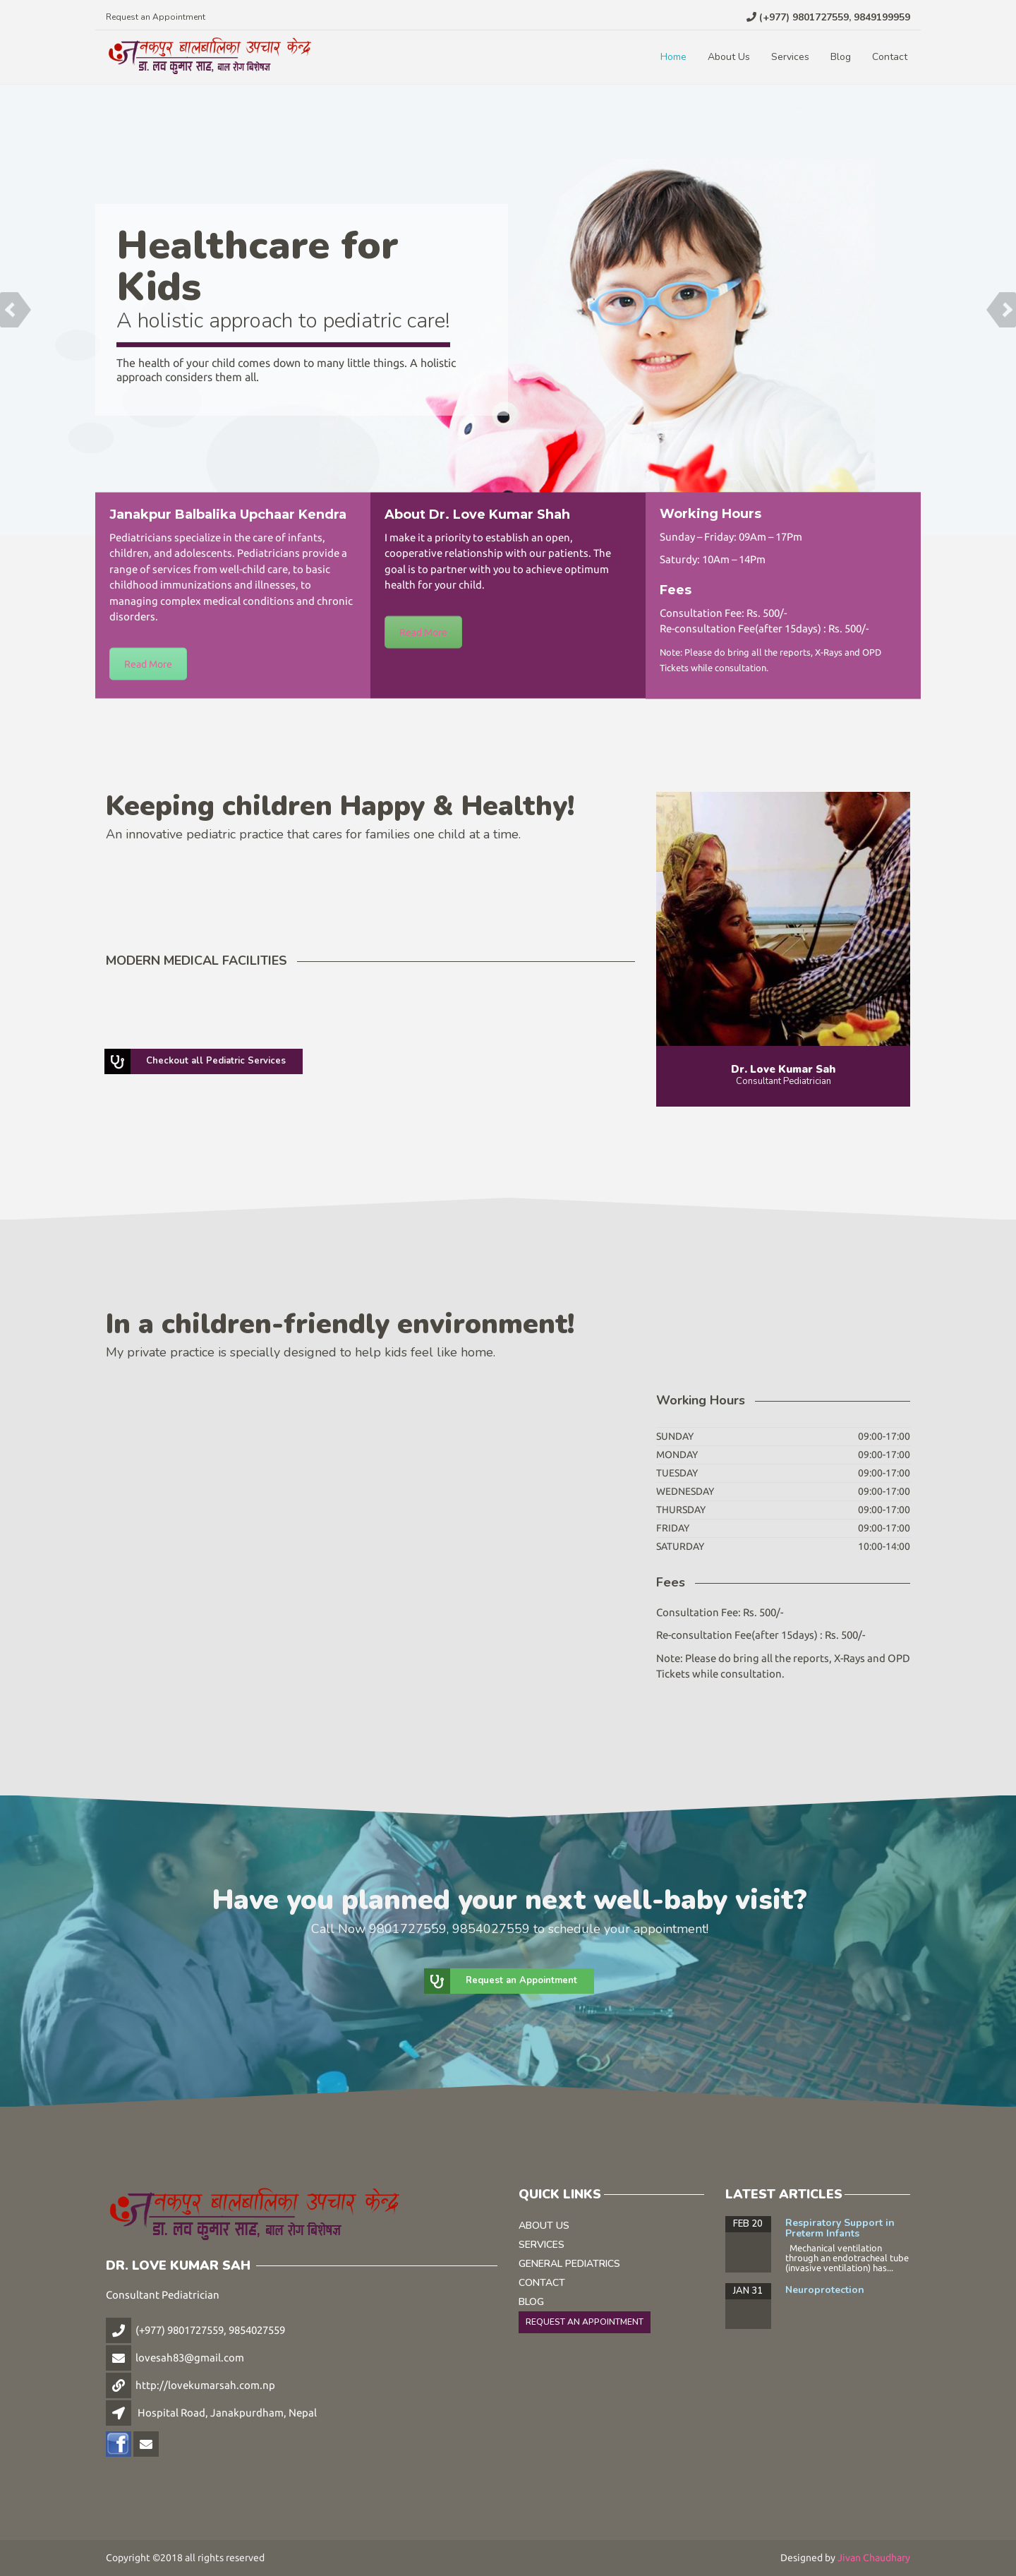 Request an Appointment
(+977) 9801727559, 9849199959
जनकपुर बालबालिका उपचार केन्द्र
डा. लव कुमार साह, बाल रोग बिशेषज्ञ
Home
About Us
Services
Blog
Contact
Healthcare for
Kids
A holistic approach to pediatric care!
The health of your child comes down to many little things. A holistic
approach considers them all.
Janakpur Balbalika Upchaar Kendra
Pediatricians specialize in the care of infants,
children, and adolescents. Pediatricians provide a
range of services from well-child care, to basic
childhood immunizations and illnesses, to
managing complex medical conditions and chronic
disorders.
Read More
About Dr. Love Kumar Shah
I make it a priority to establish an open,
cooperative relationship with our patients. The
goal is to partner with you to achieve optimum
health for your child.
Read More
Working Hours
Sunday – Friday: 09Am – 17Pm
Saturdy: 10Am – 14Pm
Fees
Consultation Fee: Rs. 500/-
Re-consultation Fee(after 15days) : Rs. 500/-
Note: Please do bring all the reports, X-Rays and OPD
Tickets while consultation.
Keeping children Happy & Healthy!
An innovative pediatric practice that cares for families one child at a time.
MODERN MEDICAL FACILITIES
Checkout all Pediatric Services
Dr. Love Kumar Sah
Consultant Pediatrician
In a children-friendly environment!
My private practice is specially designed to help kids feel like home.
Working Hours
SUNDAY 09:00-17:00
MONDAY 09:00-17:00
TUESDAY 09:00-17:00
WEDNESDAY 09:00-17:00
THURSDAY 09:00-17:00
FRIDAY 09:00-17:00
SATURDAY 10:00-14:00
Fees
Consultation Fee: Rs. 500/-
Re-consultation Fee(after 15days) : Rs. 500/-
Note: Please do bring all the reports, X-Rays and OPD
Tickets while consultation.
Have you planned your next well-baby visit?
Call Now 9801727559, 9854027559 to schedule your appointment!
Request an Appointment
जनकपुर बालबालिका उपचार केन्द्र
डा. लव कुमार साह, बाल रोग बिशेषज्ञ
DR. LOVE KUMAR SAH
Consultant Pediatrician
(+977) 9801727559, 9854027559
lovesah83@gmail.com
http://lovekumarsah.com.np
Hospital Road, Janakpurdham, Nepal
QUICK LINKS
ABOUT US
SERVICES
GENERAL PEDIATRICS
CONTACT
BLOG
REQUEST AN APPOINTMENT
LATEST ARTICLES
FEB 20
Respiratory Support in
Preterm Infants
Mechanical ventilation
through an endotracheal tube
(invasive ventilation) has...
JAN 31
Neuroprotection
Copyright ©2018 all rights reserved
Designed by Jivan Chaudhary